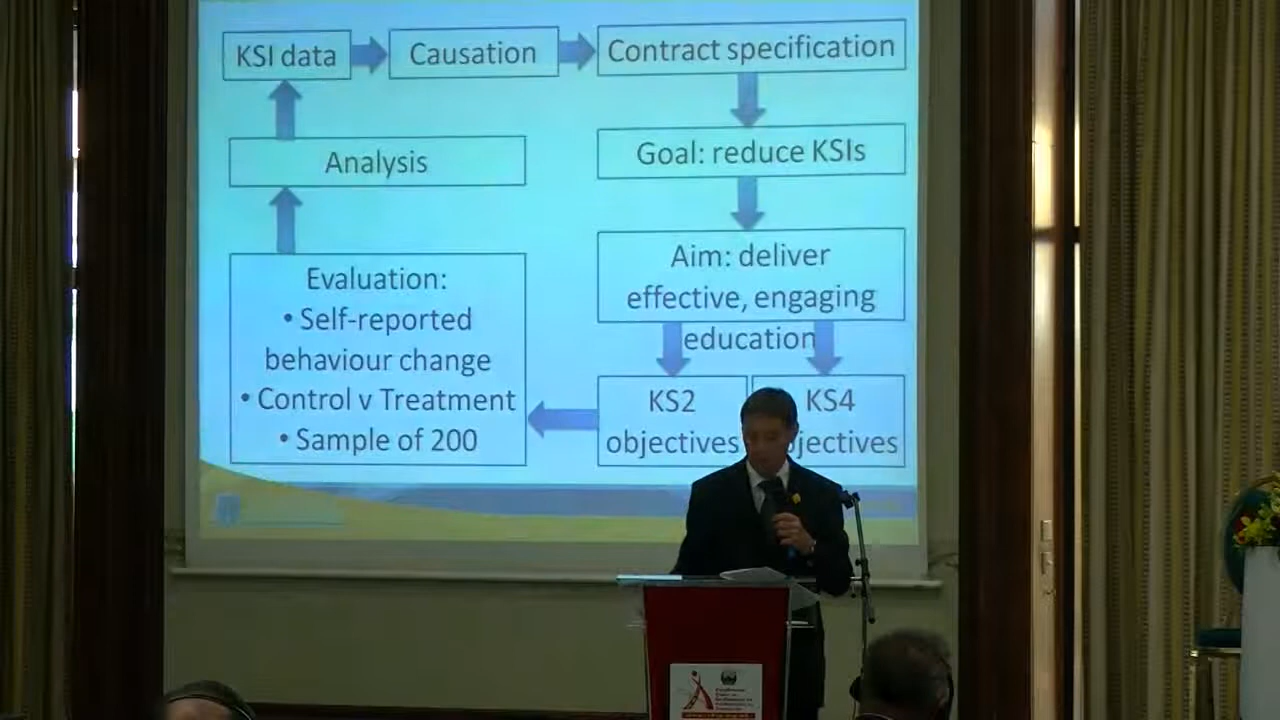 KSI data
Causation
Contract specification
Goal: reduce KSIs
Aim: deliver
effective, engaging
education
KS2
objectives
KS4
jectives
Evaluation:
• Self-reported
behaviour change
• Control v Treatment
• Sample of 200
Analysis